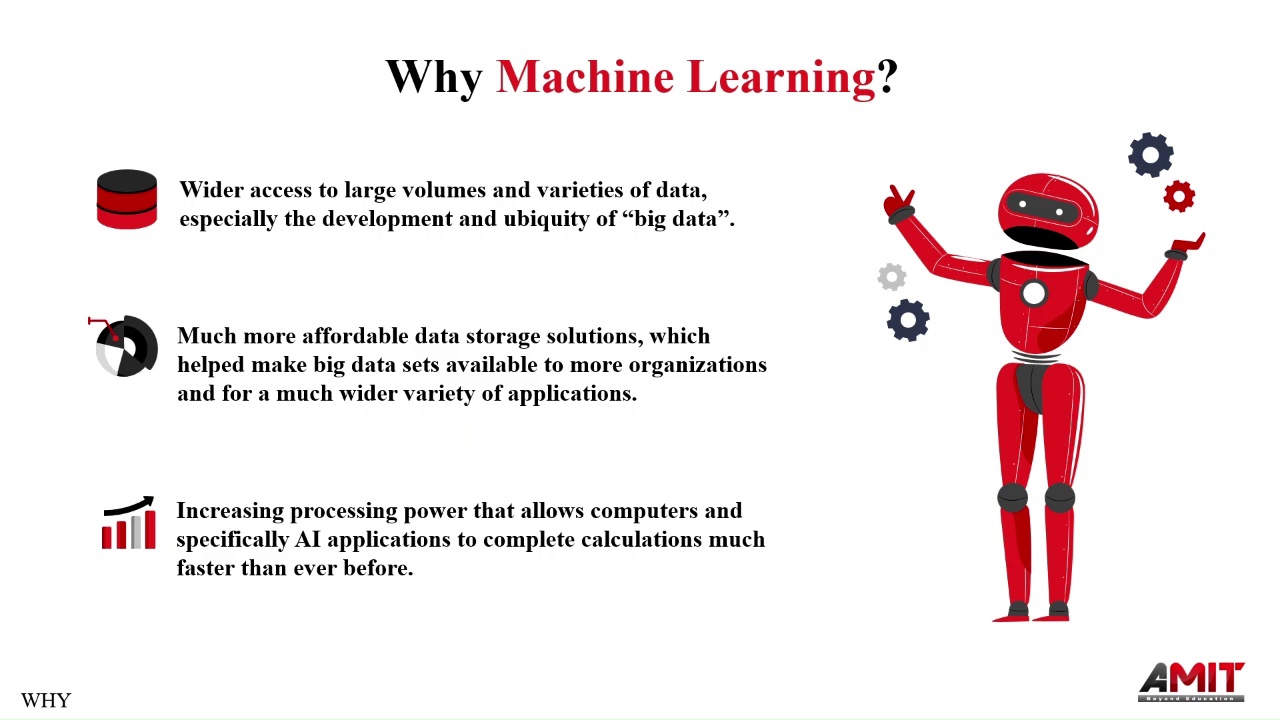 Why Machine Learning?
Wider access to large volumes and varieties of data,
especially the development and ubiquity of “big data”.
Much more affordable data storage solutions, which
helped make big data sets available to more organizations
and for a much wider variety of applications.
Increasing processing power that allows computers and
specifically AI applications to complete calculations much
faster than ever before.
WHY
AMIT
Beyond Education